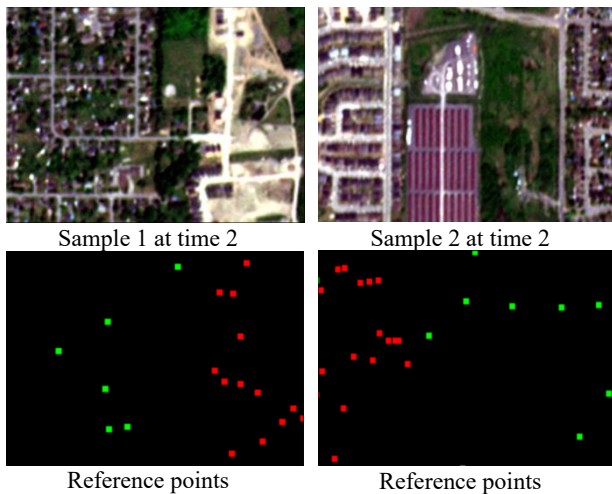 Sample 1 at time 2
Sample 2 at time 2
Reference points
Reference points